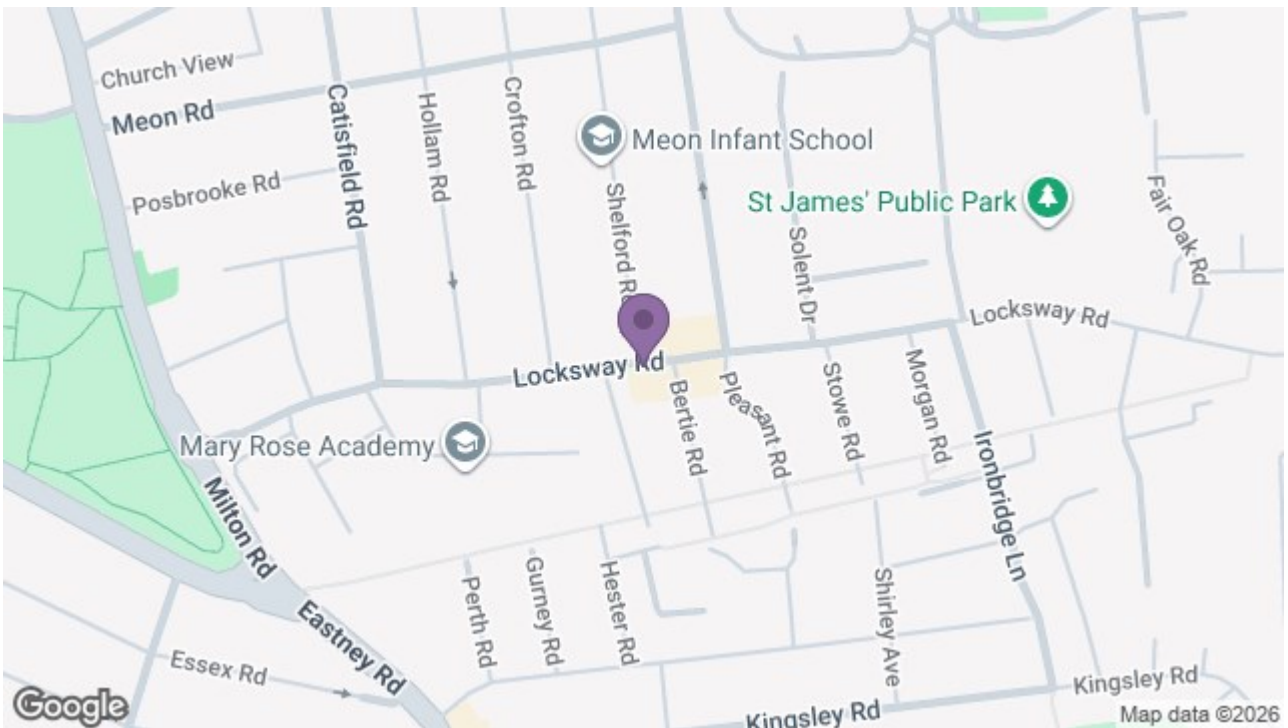 Church View
Meon Rd
Catisfield Rd
Hollam Rd
Crofton Rd
Meon Infant School
Posbrooke Rd
Shelford Rd
St James' Public Park
Solent Dr
Fair Oak Rd
Locksway Rd
Locksway Rd
Bertie Rd
Pleasant Rd
Stowe Rd
Morgan Rd
Mary Rose Academy
Milton Rd
Ironbridge Ln
Perth Rd
Gurney Rd
Hester Rd
Shirley Ave
Eastney Rd
Essex Rd
Kingsley Rd
Kingsley Rd
Google
Map data ©2026